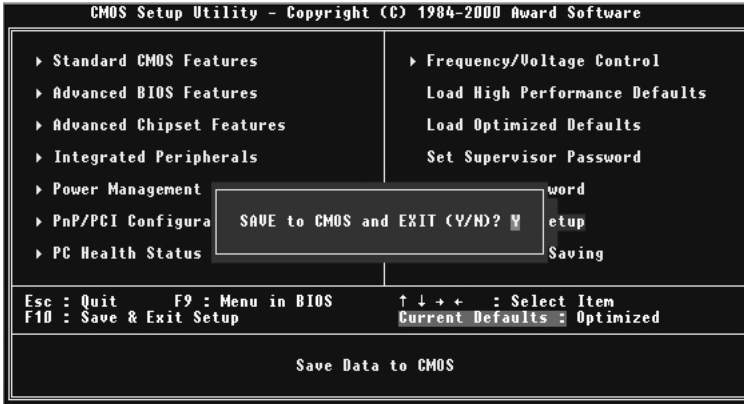 CMOS Setup Utility - Copyright (C) 1984-2000 Award Software
▸ Standard CMOS Features
▸ Advanced BIOS Features
▸ Advanced Chipset Features
▸ Integrated Peripherals
▸ Power Management
▸ PnP/PCI Configura
▸ PC Health Status
▸ Frequency/Voltage Control
Load High Performance Defaults
Load Optimized Defaults
Set Supervisor Password
word
etup
Saving
SAVE to CMOS and EXIT (Y/N)? Y
Esc : Quit F9 : Menu in BIOS ↑ ↓ → ← : Select Item
F10 : Save & Exit Setup Current Defaults : Optimized
Save Data to CMOS